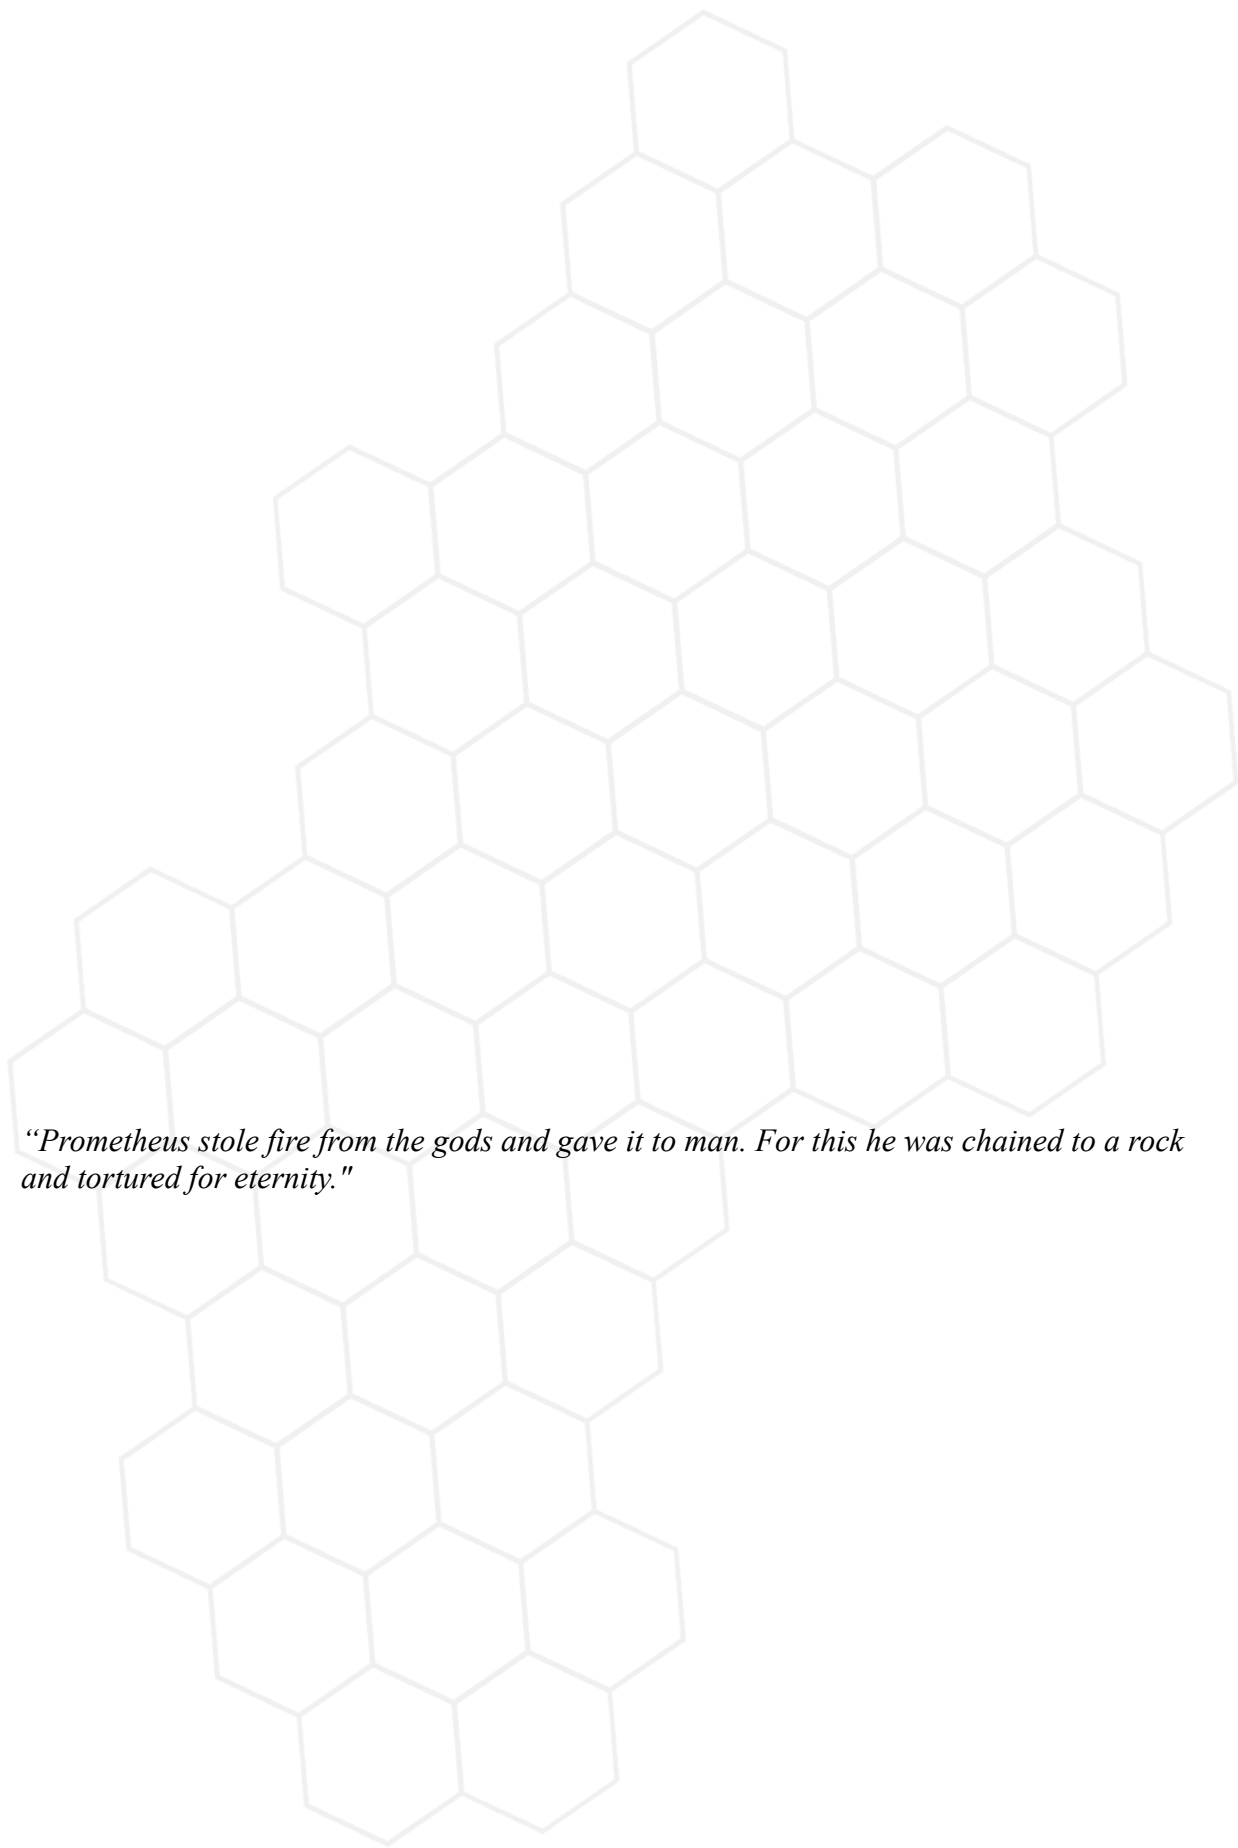 “Prometheus stole fire from the gods and gave it to man. For this he was chained to a rock
and tortured for eternity."